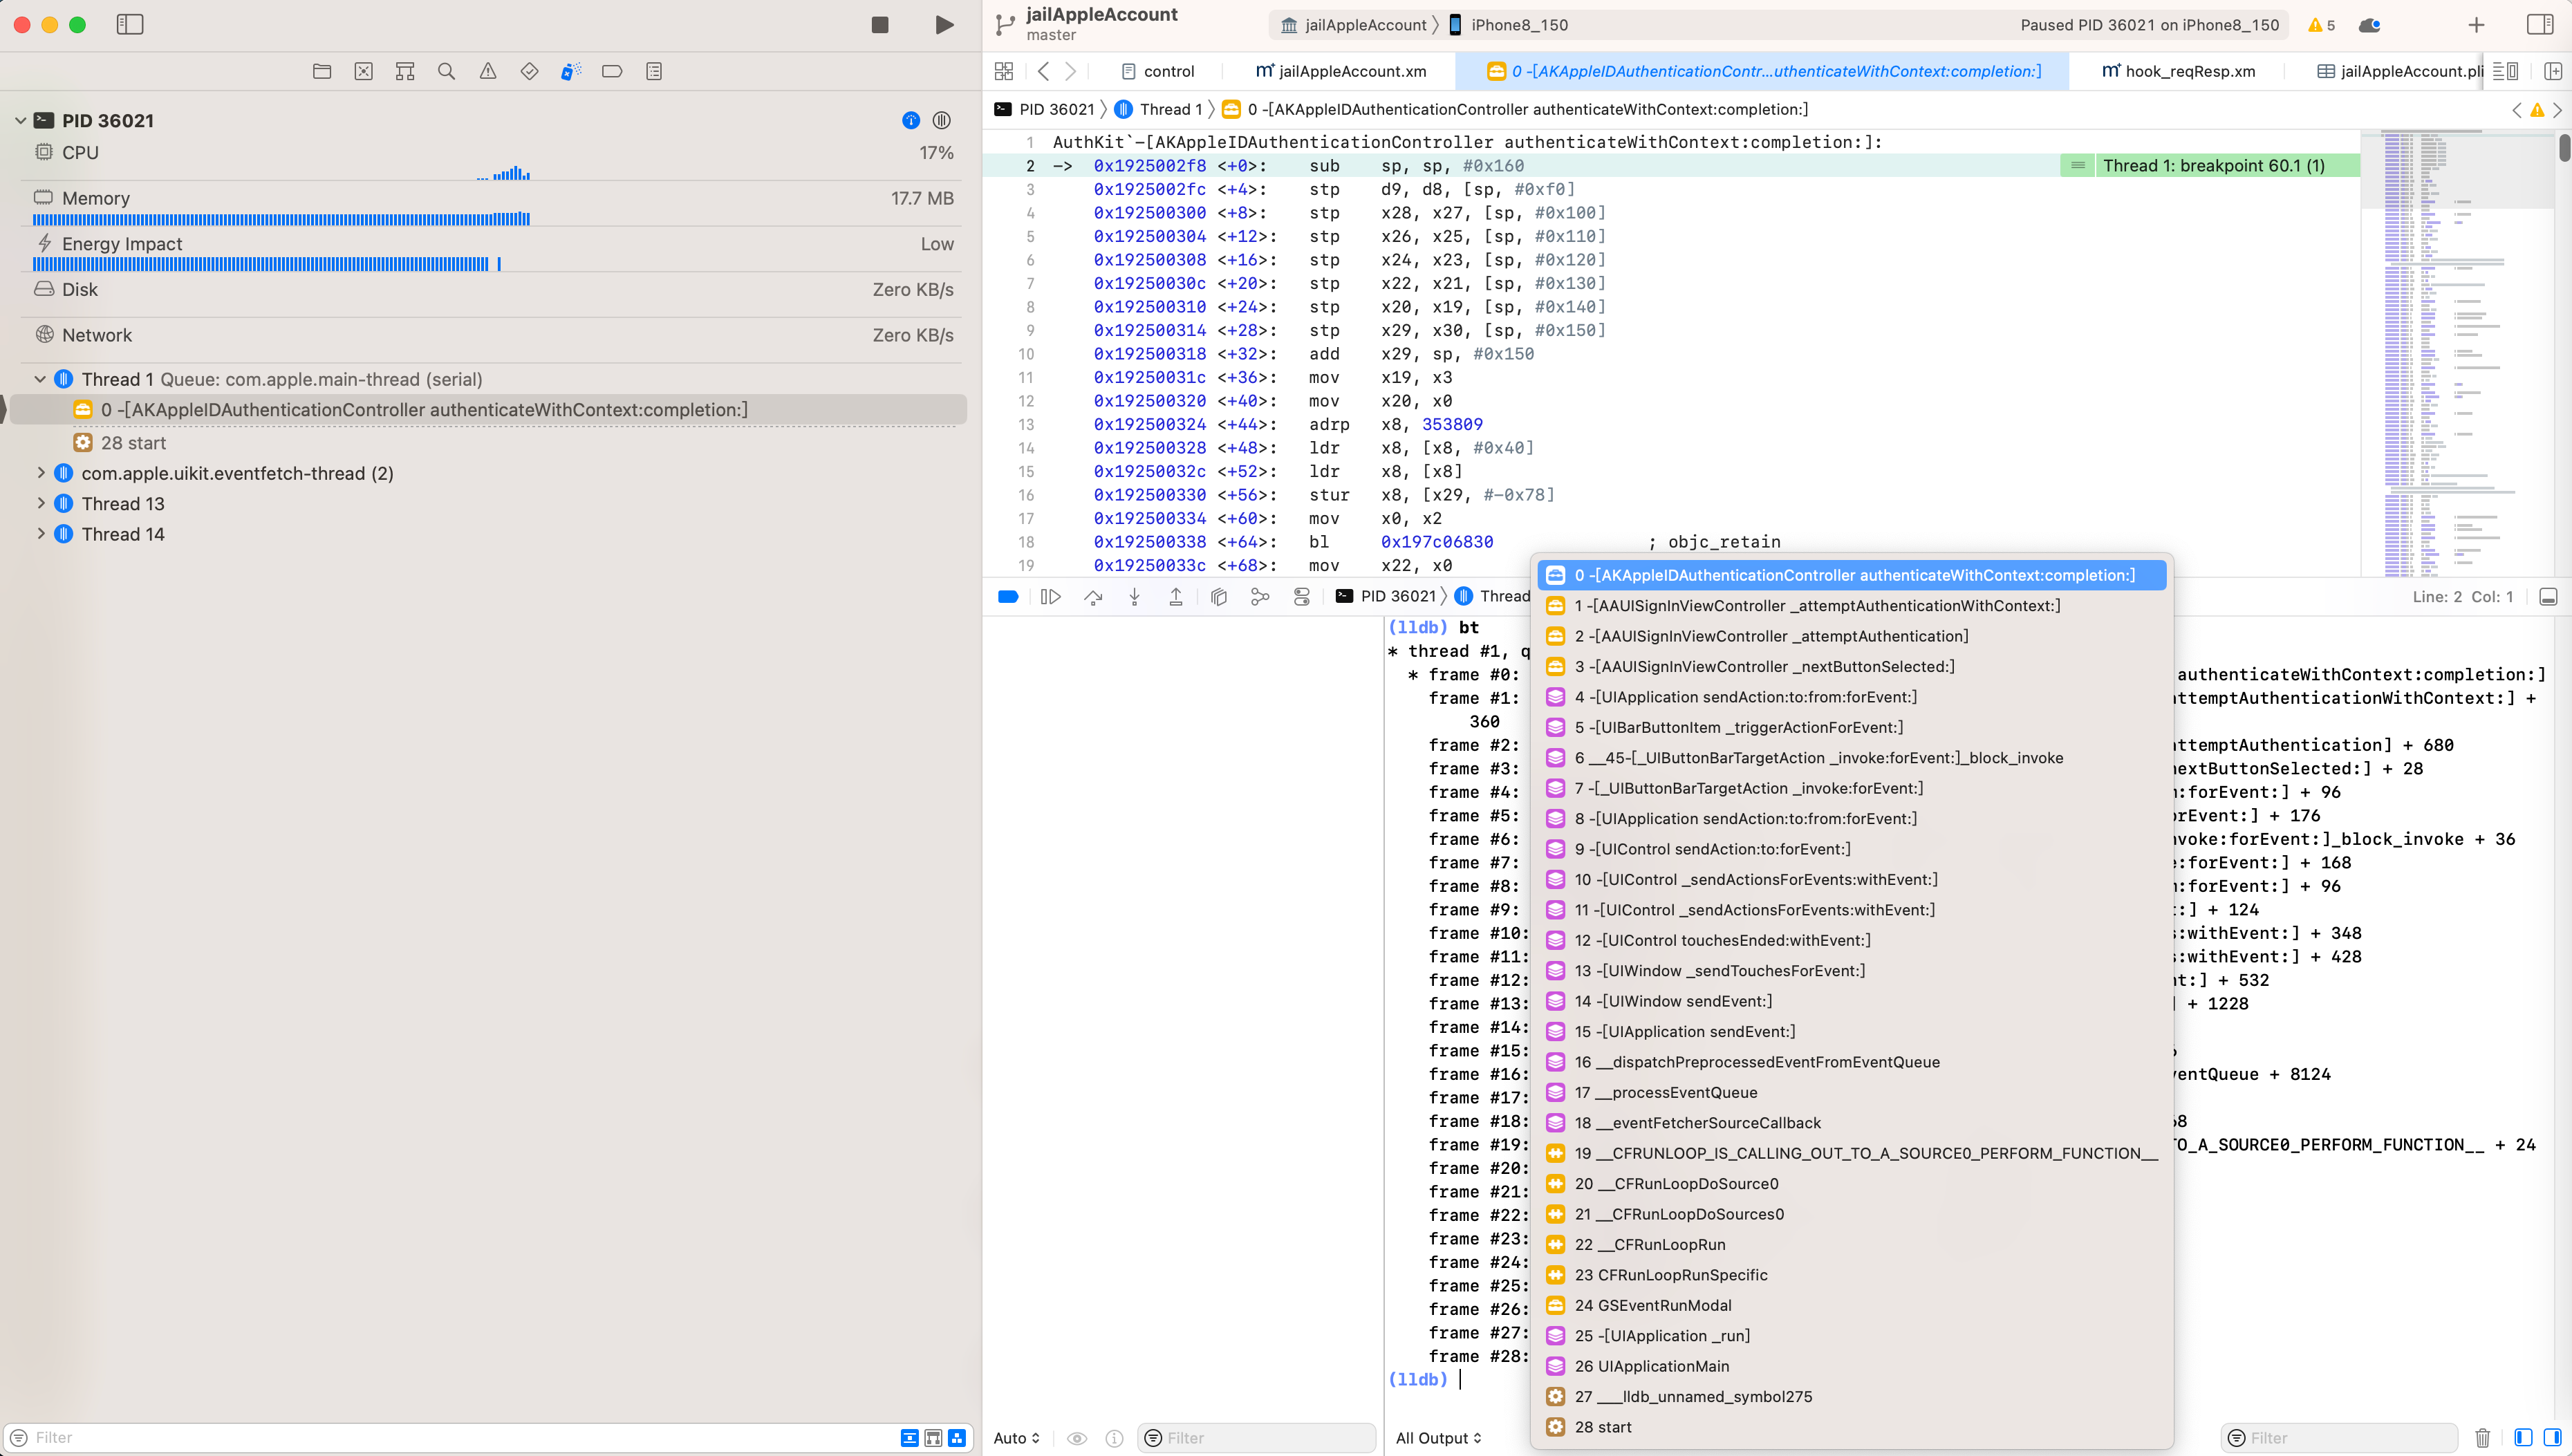 jailAppleAccount
master
jailAppleAccount
iPhone8_150
Paused PID 36021 on iPhone8_150
5
control
jailAppleAccount.xm
0 -[AKAppleIDAuthenticationContr...uthenticateWithContext:completion:]
hook_reqResp.xm
jailAppleAccount.pli
PID 36021
Thread 1
0 -[AKAppleIDAuthenticationController authenticateWithContext:completion:]
PID 36021
CPU 17%
Memory 17.7 MB
Energy Impact Low
Disk Zero KB/s
Network Zero KB/s
Thread 1 Queue: com.apple.main-thread (serial)
0 -[AKAppleIDAuthenticationController authenticateWithContext:completion:]
28 start
com.apple.uikit.eventfetch-thread (2)
Thread 13
Thread 14
Filter
1 AuthKit`-[AKAppleIDAuthenticationController authenticateWithContext:completion:]:
2 -> 0x1925002f8 <+0>: sub sp, sp, #0x160 Thread 1: breakpoint 60.1 (1)
3 0x1925002fc <+4>: stp d9, d8, [sp, #0xf0]
4 0x192500300 <+8>: stp x28, x27, [sp, #0x100]
5 0x192500304 <+12>: stp x26, x25, [sp, #0x110]
6 0x192500308 <+16>: stp x24, x23, [sp, #0x120]
7 0x19250030c <+20>: stp x22, x21, [sp, #0x130]
8 0x192500310 <+24>: stp x20, x19, [sp, #0x140]
9 0x192500314 <+28>: stp x29, x30, [sp, #0x150]
10 0x192500318 <+32>: add x29, sp, #0x150
11 0x19250031c <+36>: mov x19, x3
12 0x192500320 <+40>: mov x20, x0
13 0x192500324 <+44>: adrp x8, 353809
14 0x192500328 <+48>: ldr x8, [x8, #0x40]
15 0x19250032c <+52>: ldr x8, [x8]
16 0x192500330 <+56>: stur x8, [x29, #-0x78]
17 0x192500334 <+60>: mov x0, x2
18 0x192500338 <+64>: bl 0x197c06830 ; objc_retain
19 0x19250033c <+68>: mov x22, x0
PID 36021
Thread
Line: 2 Col: 1
0 -[AKAppleIDAuthenticationController authenticateWithContext:completion:]
1 -[AAUISignInViewController _attemptAuthenticationWithContext:]
2 -[AAUISignInViewController _attemptAuthentication]
3 -[AAUISignInViewController _nextButtonSelected:]
4 -[UIApplication sendAction:to:from:forEvent:]
5 -[UIBarButtonItem _triggerActionForEvent:]
6 __45-[_UIButtonBarTargetAction _invoke:forEvent:]_block_invoke
7 -[_UIButtonBarTargetAction _invoke:forEvent:]
8 -[UIApplication sendAction:to:from:forEvent:]
9 -[UIControl sendAction:to:forEvent:]
10 -[UIControl _sendActionsForEvents:withEvent:]
11 -[UIControl _sendActionsForEvents:withEvent:]
12 -[UIControl touchesEnded:withEvent:]
13 -[UIWindow _sendTouchesForEvent:]
14 -[UIWindow sendEvent:]
15 -[UIApplication sendEvent:]
16 __dispatchPreprocessedEventFromEventQueue
17 __processEventQueue
18 __eventFetcherSourceCallback
19 __CFRUNLOOP_IS_CALLING_OUT_TO_A_SOURCE0_PERFORM_FUNCTION__
20 __CFRunLoopDoSource0
21 __CFRunLoopDoSources0
22 __CFRunLoopRun
23 CFRunLoopRunSpecific
24 GSEventRunModal
25 -[UIApplication _run]
26 UIApplicationMain
27 ___lldb_unnamed_symbol275
28 start
(lldb) bt
* thread #1, q
* frame #0: authenticateWithContext:completion:]
frame #1: attemptAuthenticationWithContext:] +
360
frame #2: attemptAuthentication] + 680
frame #3: nextButtonSelected:] + 28
frame #4: :forEvent:] + 96
frame #5: orEvent:] + 176
frame #6: nvoke:forEvent:]_block_invoke + 36
frame #7: :forEvent:] + 168
frame #8: :forEvent:] + 96
frame #9: :] + 124
frame #10: :withEvent:] + 348
frame #11: :withEvent:] + 428
frame #12: nt:] + 532
frame #13: ] + 1228
frame #14:
frame #15:
frame #16: ventQueue + 8124
frame #17:
frame #18: 68
frame #19: TO_A_SOURCE0_PERFORM_FUNCTION__ + 24
frame #20:
frame #21:
frame #22:
frame #23:
frame #24:
frame #25:
frame #26:
frame #27:
frame #28:
(lldb)
Auto
Filter
All Output
Filter